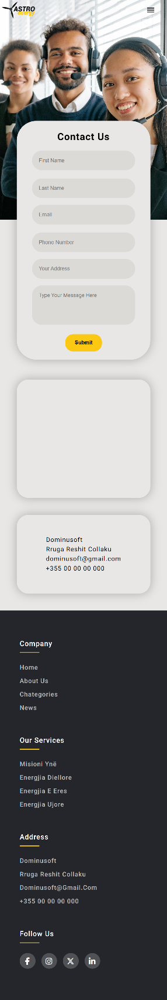 ASTRO
energy
Contact Us
First Name
Last Name
Email
Phone Number
Your Address
Type Your Message Here
Submit
Dominusoft
Rruga Reshit Collaku
dominusoft@gmail.com
+355 00 00 00 000
Company
Home
About Us
Chategories
News
Our Services
Misioni Ynë
Energjia Diellore
Energjia E Eres
Energjia Ujore
Address
Dominusoft
Rruga Reshit Collaku
Dominusoft@Gmail.Com
+355 00 00 00 000
Follow Us